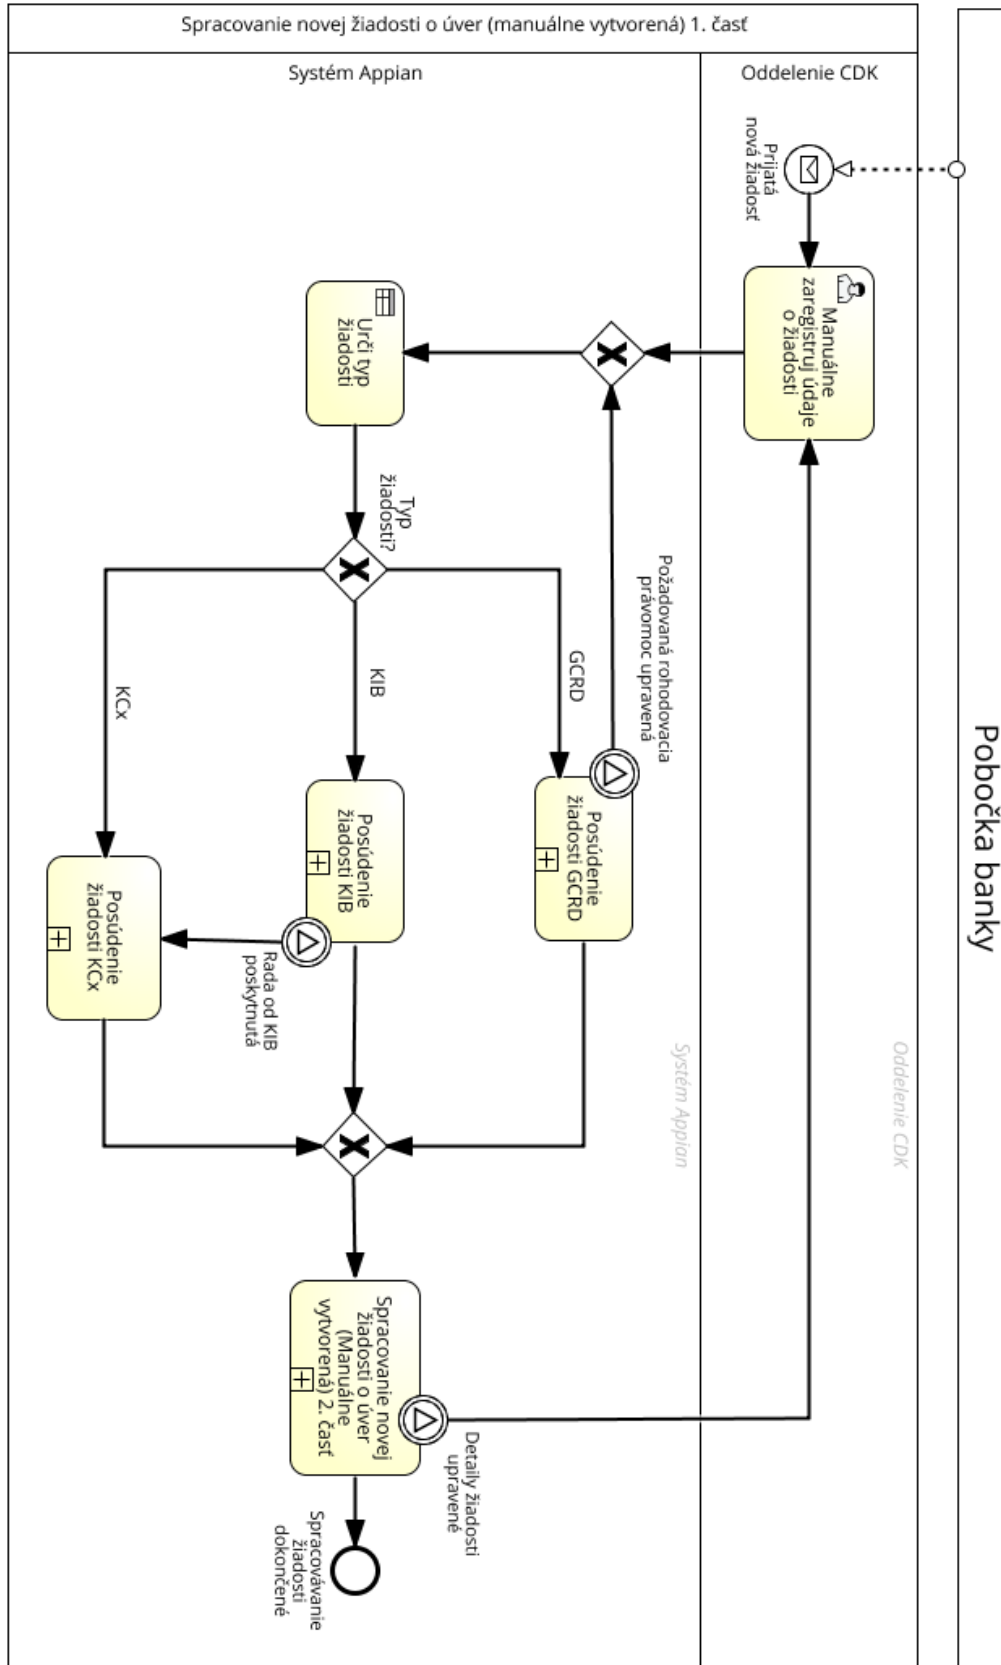 Spracovanie novej žiadosti o úver (manuálne vytvorená) 1. časť
Systém Appian
Oddelenie CDK
Pobočka banky
Prijatá
nová žiadosť
Manuálne
zaregistruj údaje
o žiadosti
Urči typ
žiadosti
Typ
žiadosti?
GCRD
KIB
KCx
Požadovaná rohodovacia
právomoc upravená
Posúdenie
žiadosti GCRD
Posúdenie
žiadosti KIB
Posúdenie
žiadosti KCx
Rada od KIB
poskytnutá
Oddelenie CDK
Systém Appian
Spracovanie novej
žiadosti o úver
(Manuálne
vytvorená) 2. časť
Detaily žiadosti
upravené
Spracovávanie
žiadosti
dokončené